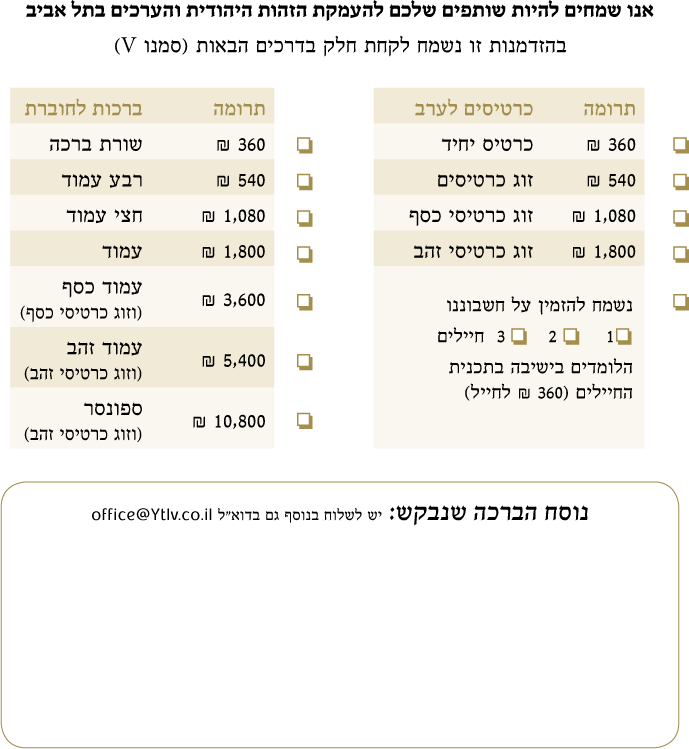 אנו שמחים להיות שותפים שלכם להעמקת הזהות היהודית והערכים בתל אביב
בהזדמנות זו נשמח לקחת חלק בדרכים הבאות (סמנו V)
תרומה כרטיסים לערב
360 ₪ כרטיס יחיד
540 ₪ זוג כרטיסים
1,080 ₪ זוג כרטיסי כסף
1,800 ₪ זוג כרטיסי זהב
נשמח להזמין על חשבוננו
1 2 3 חיילים
הלומדים בישיבה בתכנית
החיילים (360 ₪ לחייל)
תרומה ברכות לחוברת
360 ₪ שורת ברכה
540 ₪ רבע עמוד
1,080 ₪ חצי עמוד
1,800 ₪ עמוד
3,600 ₪ עמוד כסף
(וזוג כרטיסי כסף)
5,400 ₪ עמוד זהב
(וזוג כרטיסי זהב)
10,800 ₪ ספונסר
(וזוג כרטיסי זהב)
נוסח הברכה שנבקש: יש לשלוח בנוסף גם בדוא״ל office@Ytlv.co.il